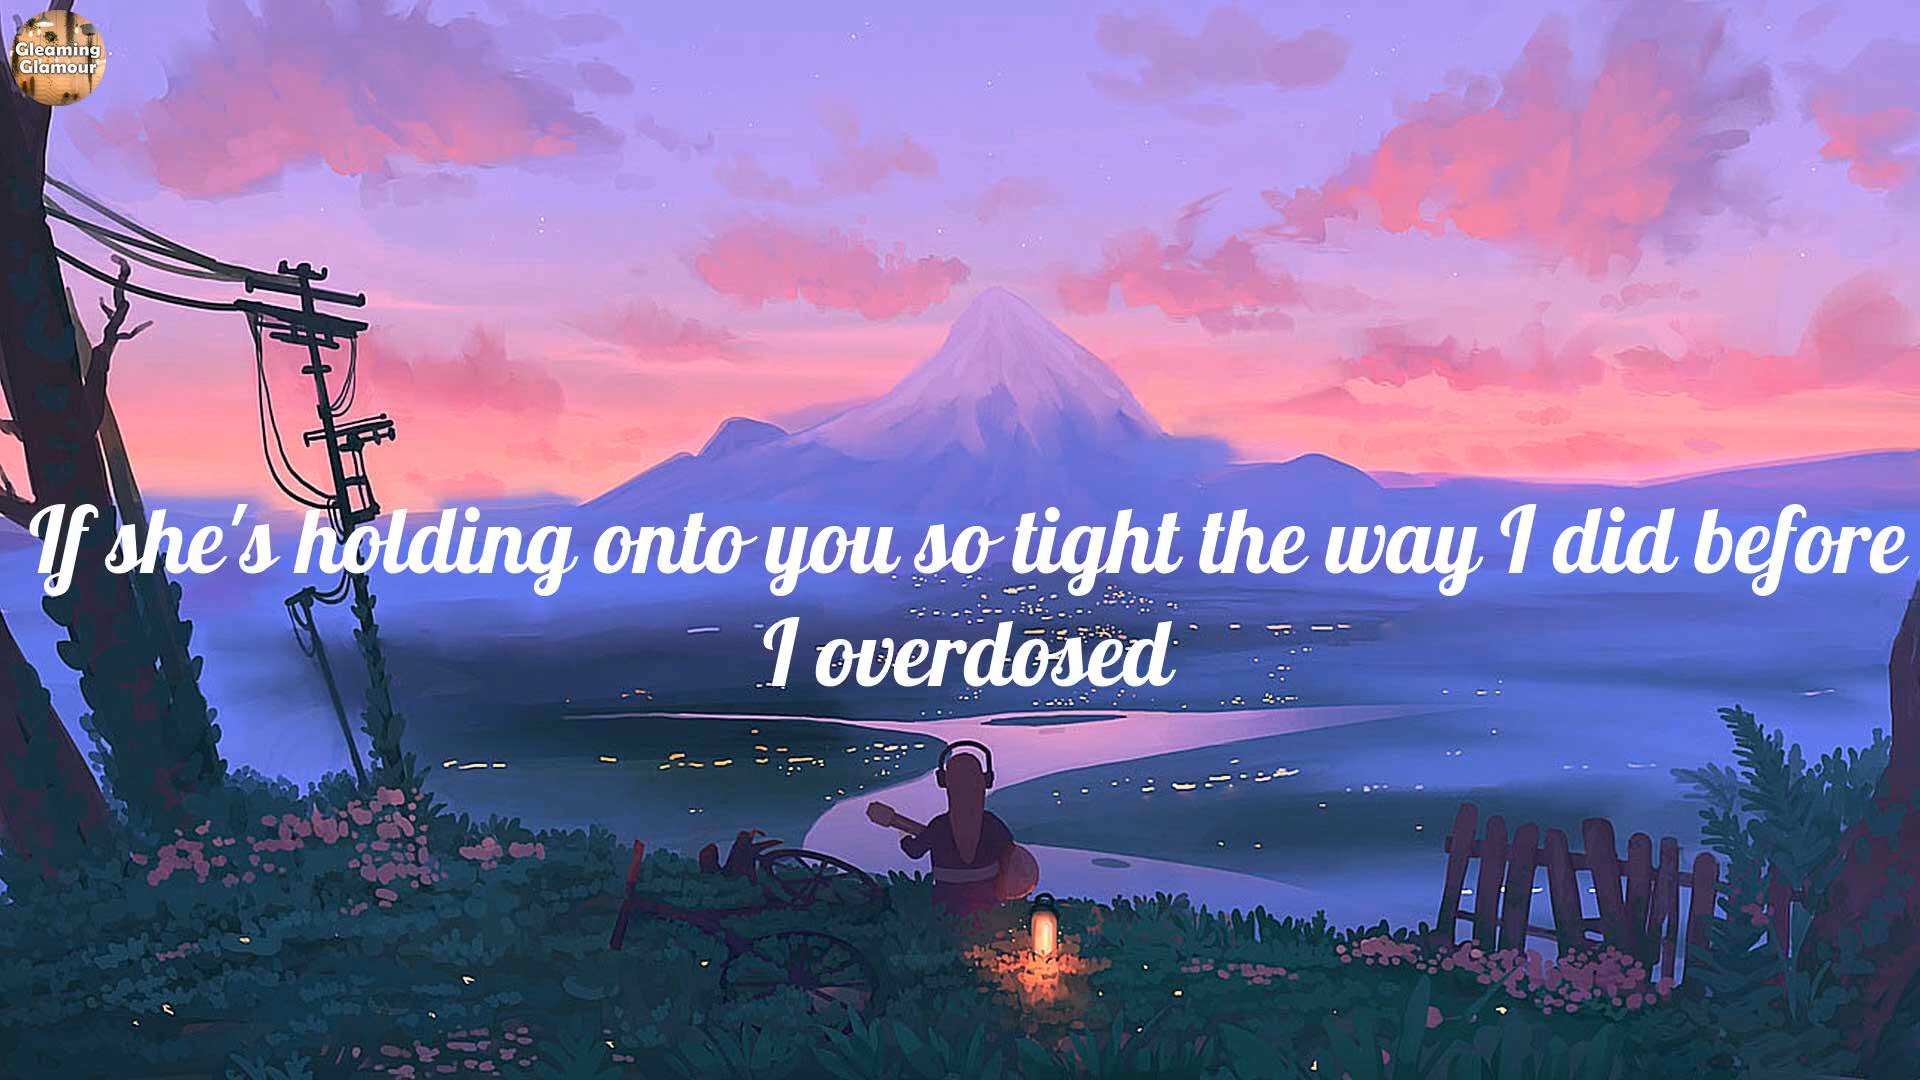 Gleaming
Glamour
If she's holding onto you so tight the way I did before
I overdosed